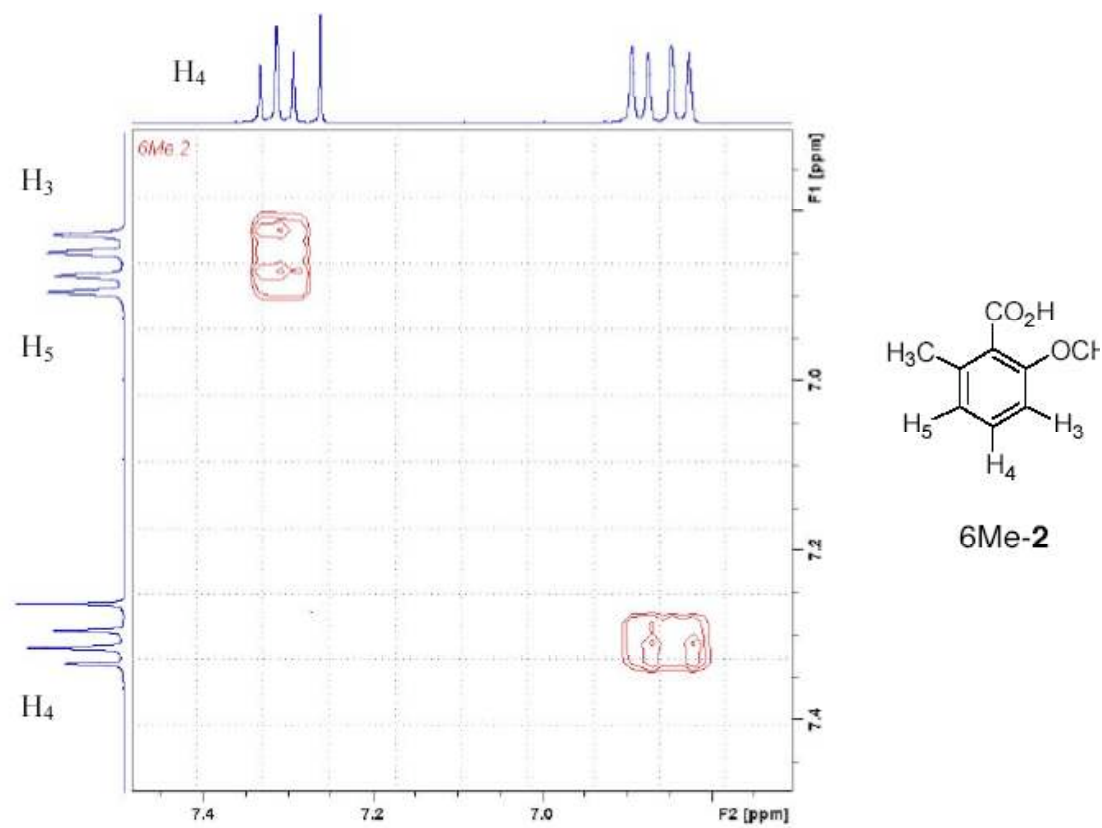 H₄
6Me 2
F1 [ppm]
H₃
H₅
7.0
7.2
H₄
7.4
7.4 7.2 7.0 F2 [ppm]
CO₂H
H₃C
OCH
H₅
H₃
H₄
6Me-2